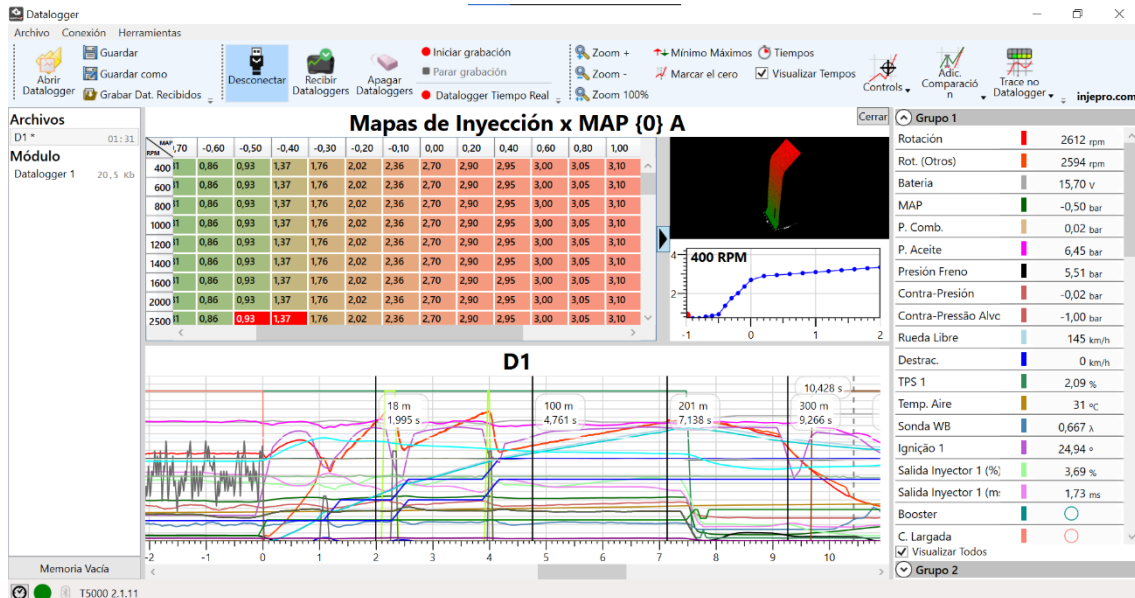 Datalogger
Archivo Conexión Herramientas
Abrir Datalogger
Guardar
Guardar como
Grabar Dat. Recibidos
Desconectar
Recibir Dataloggers
Apagar Dataloggers
Iniciar grabación
Parar grabación
Datalogger Tiempo Real
Zoom +
Zoom -
Zoom 100%
Mínimo Máximos
Marcar el cero
Tiempos
Visualizar Tempos
Controls
Adic. Comparación
Trace no Datalogger
injepro.com
Archivos
D1 * 01:31
Módulo
Datalogger 1 20,5 Kb
Memoria Vacía
Mapas de Inyección x MAP {0} A
Cerrar
MAP RPM ,70 -0,60 -0,50 -0,40 -0,30 -0,20 -0,10 0,00 0,20 0,40 0,60 0,80 1,00
400 31 0,86 0,93 1,37 1,76 2,02 2,36 2,70 2,90 2,95 3,00 3,05 3,10
600 31 0,86 0,93 1,37 1,76 2,02 2,36 2,70 2,90 2,95 3,00 3,05 3,10
800 31 0,86 0,93 1,37 1,76 2,02 2,36 2,70 2,90 2,95 3,00 3,05 3,10
1000 31 0,86 0,93 1,37 1,76 2,02 2,36 2,70 2,90 2,95 3,00 3,05 3,10
1200 31 0,86 0,93 1,37 1,76 2,02 2,36 2,70 2,90 2,95 3,00 3,05 3,10
1400 31 0,86 0,93 1,37 1,76 2,02 2,36 2,70 2,90 2,95 3,00 3,05 3,10
1600 31 0,86 0,93 1,37 1,76 2,02 2,36 2,70 2,90 2,95 3,00 3,05 3,10
2000 31 0,86 0,93 1,37 1,76 2,02 2,36 2,70 2,90 2,95 3,00 3,05 3,10
2500 31 0,86 0,93 1,37 1,76 2,02 2,36 2,70 2,90 2,95 3,00 3,05 3,10
400 RPM
4
2
-1 0 1 2
D1
10,428 s
18 m
1,995 s
100 m
4,761 s
201 m
7,138 s
300 m
9,266 s
-2 -1 0 1 2 3 4 5 6 7 8 9 10
Grupo 1
Rotación 2612 rpm
Rot. (Otros) 2594 rpm
Bateria 15,70 V
MAP -0,50 bar
P. Comb. 0,02 bar
P. Aceite 6,45 bar
Presión Freno 5,51 bar
Contra-Presión -0,02 bar
Contra-Pressão Alvc -1,00 bar
Rueda Libre 145 km/h
Destrac. 0 km/h
TPS 1 2,09 %
Temp. Aire 31 ºC
Sonda WB 0,667 λ
Ignição 1 24,94 º
Salida Inyector 1 (%) 3,69 %
Salida Inyector 1 (m: 1,73 ms
Booster
C. Largada
Visualizar Todos
Grupo 2
T5000 2.1.11